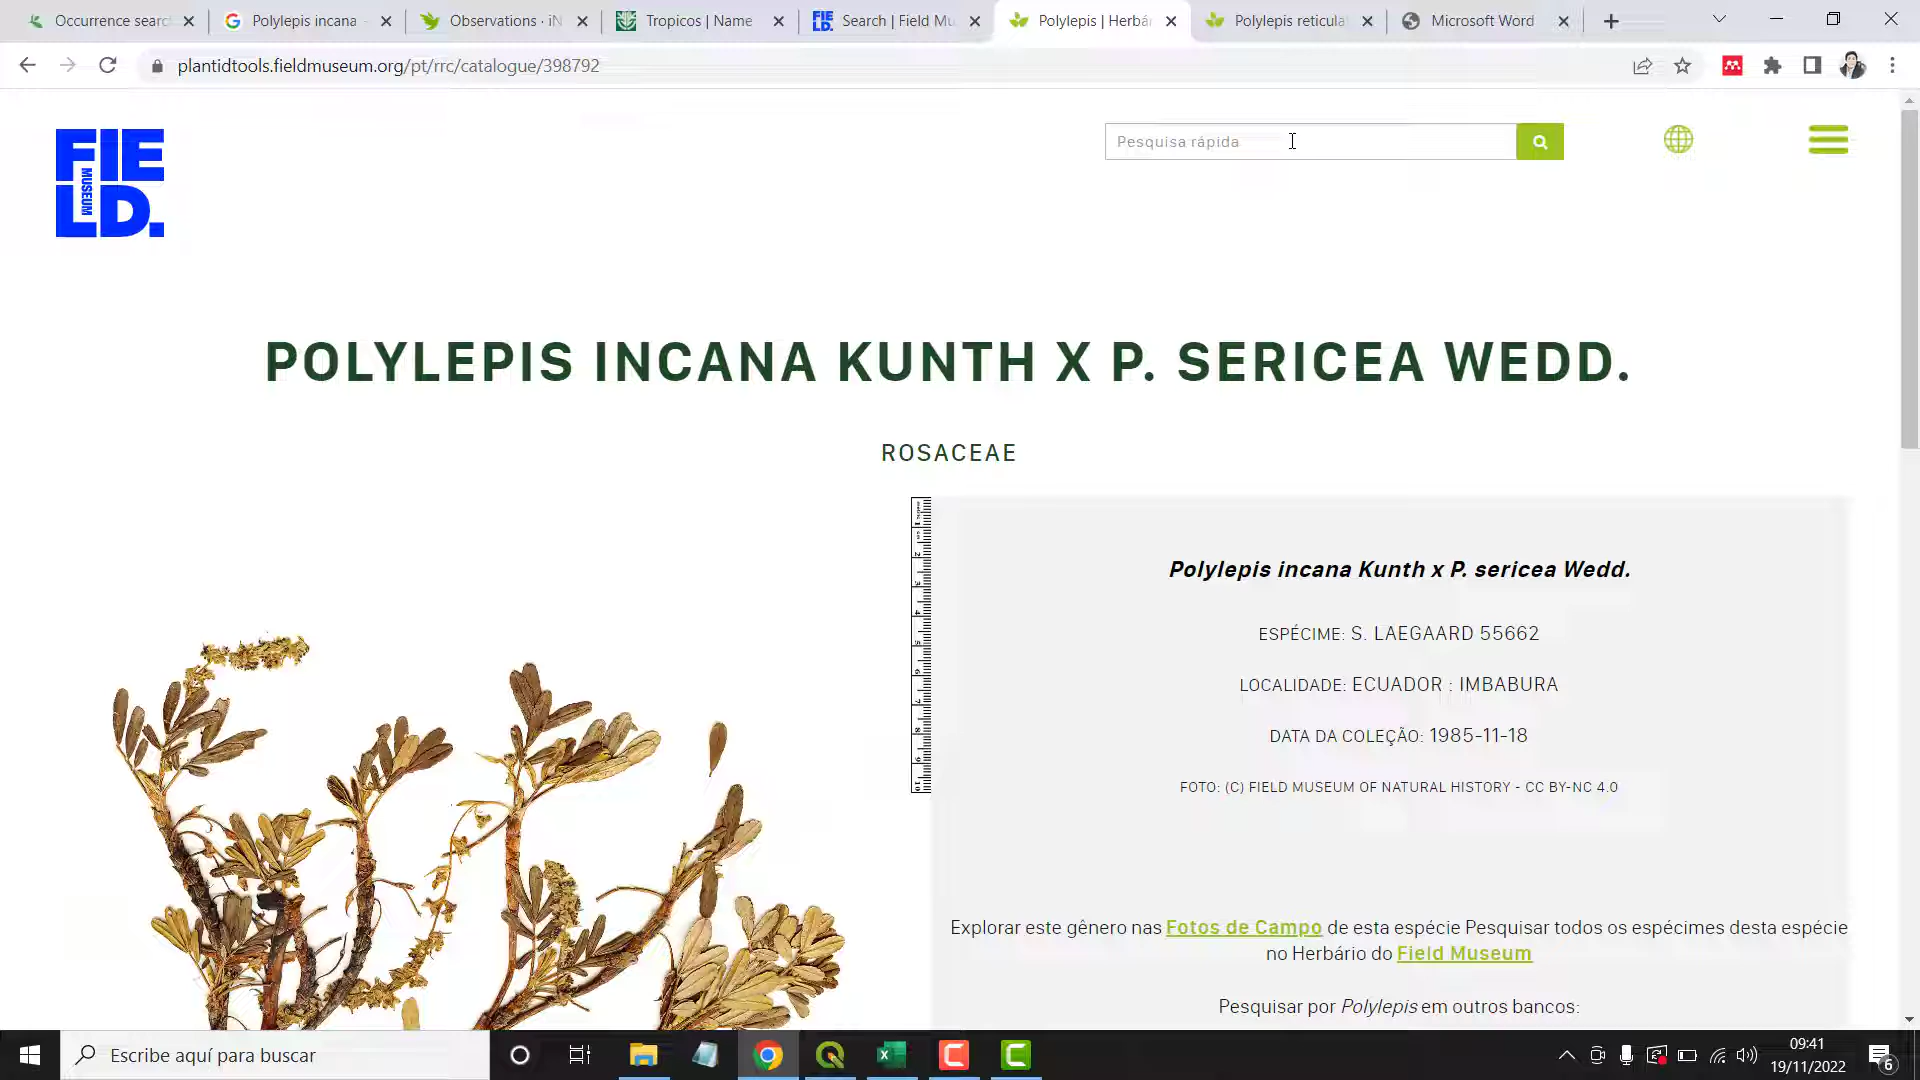 Occurrence searc
Polylepis incana -
Observations · iN
Tropicos | Name
Search | Field Mu
Polylepis | Herbár
Polylepis reticulat
Microsoft Word
plantidtools.fieldmuseum.org/pt/rrc/catalogue/398792
FIELD.
MUSEUM
Pesquisa rápida
POLYLEPIS INCANA KUNTH X P. SERICEA WEDD.
ROSACEAE
Polylepis incana Kunth x P. sericea Wedd.
ESPÉCIME: S. LAEGAARD 55662
LOCALIDADE: ECUADOR : IMBABURA
DATA DA COLEÇÃO: 1985-11-18
FOTO: (C) FIELD MUSEUM OF NATURAL HISTORY - CC BY-NC 4.0
Explorar este gênero nas Fotos de Campo de esta espécie Pesquisar todos os espécimes desta espécie
no Herbário do Field Museum
Pesquisar por Polylepis em outros bancos:
Escribe aquí para buscar
09:41
19/11/2022
6